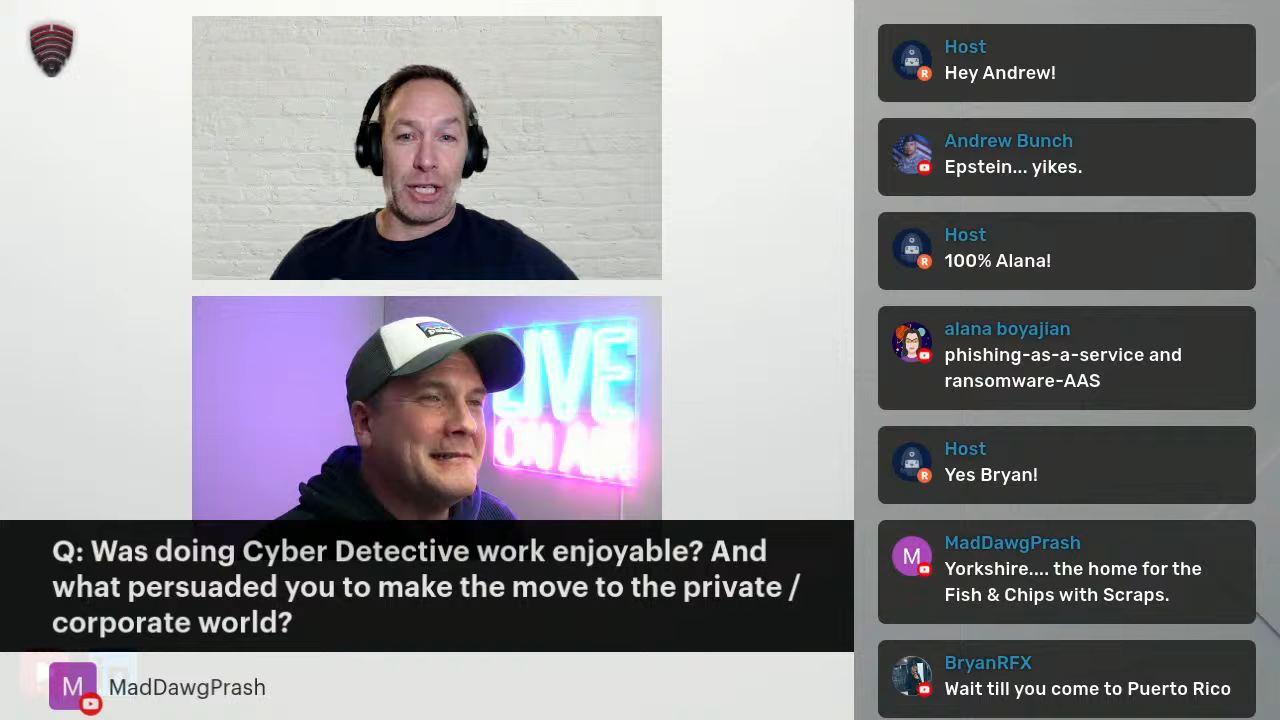 LIVE
ON AIR
Q: Was doing Cyber Detective work enjoyable? And
what persuaded you to make the move to the private /
corporate world?
M
MadDawgPrash
Host
R
Hey Andrew!
Andrew Bunch
Epstein... yikes.
Host
R
100% Alana!
alana boyajian
phishing-as-a-service and
ransomware-AAS
Host
R
Yes Bryan!
M
MadDawgPrash
Yorkshire.... the home for the
Fish & Chips with Scraps.
BryanRFX
Wait till you come to Puerto Rico